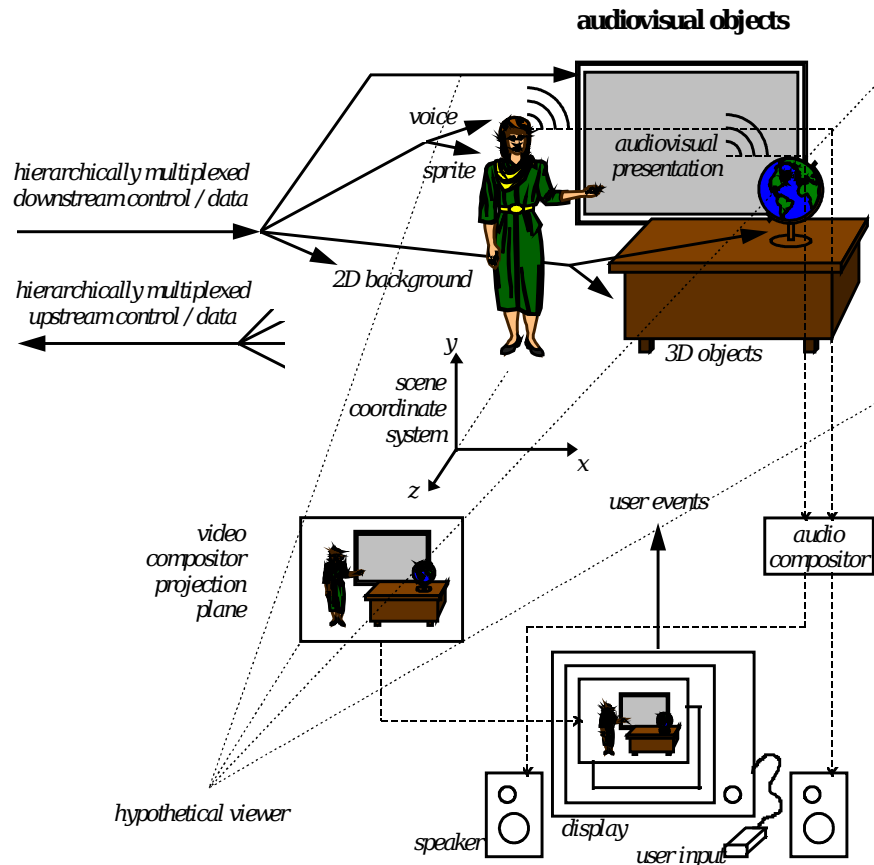 audiovisual objects
voice
sprite
audiovisual
presentation
hierarchically multiplexed
downstream control / data
2D background
hierarchically multiplexed
upstream control / data
3D objects
y
scene
coordinate
system
x
z
user events
video
compositor
projection
plane
audio
compositor
hypothetical viewer
speaker
display
user input